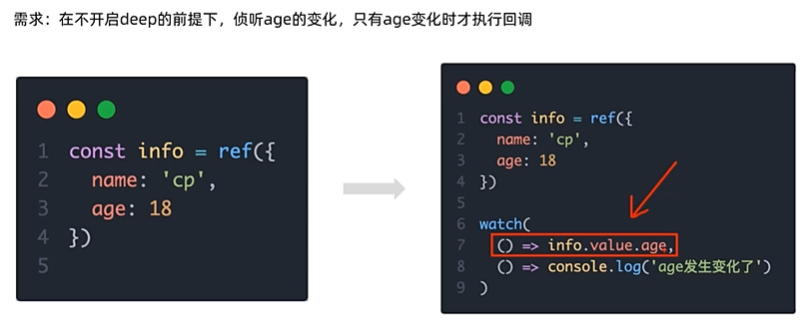 需求：在不开启deep的前提下，侦听age的变化，只有age变化时才执行回调
1 const info = ref({
2 name: 'cp',
3 age: 18
4 })
5
1 const info = ref({
2 name: 'cp',
3 age: 18
4 })
5
6 watch(
7 () => info.value.age,
8 () => console.log('age发生变化了')
9 )